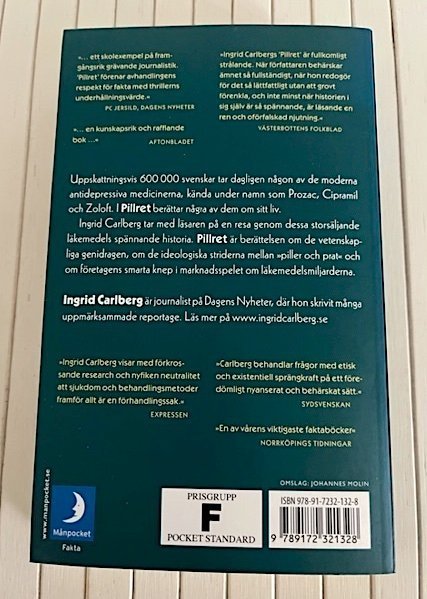 »... ett skolexempel på fram-
gångsrik grävande journalistik.
'Pillret' förenar avhandlingens
respekt för fakta med thrillerns
underhållningsvärde.«
PC JERSILD, DAGENS NYHETER
»... en kunskapsrik och rafflande
bok ...«
AFTONBLADET
»Ingrid Carlbergs 'Pillret' är fullkomligt
strålande. När författaren behärskar
ämnet så fullständigt, när hon redogör
för det så lättfattligt utan att grovt
förenkla, och inte minst när historien i
sig själv är så spännande, är läsande en
ren och oförfalskad njutning.«
VÄSTERBOTTENS FOLKBLAD
Uppskattningsvis 600 000 svenskar tar dagligen någon av de moderna
antidepressiva medicinerna, kända under namn som Prozac, Cipramil
och Zoloft. I Pillret berättar några av dem om sitt liv.
Ingrid Carlberg tar med läsaren på en resa genom dessa storsäljande
läkemedels spännande historia. Pillret är berättelsen om de vetenskap-
liga genidragen, om de ideologiska striderna mellan »piller och prat« och
om företagens smarta knep i marknadsspelet om läkemedelsmiljarderna.
Ingrid Carlberg är journalist på Dagens Nyheter, där hon skrivit många
uppmärksammade reportage. Läs mer på www.ingridcarlberg.se
»Ingrid Carlberg visar med förkros-
sande research och nyfiken neutralitet
att sjukdom och behandlingsmetoder
framför allt är en förhandlingssak.«
EXPRESSEN
»Carlberg behandlar frågor med etisk
och existentiell sprängkraft på ett före-
dömligt nyanserat och behärskat sätt.«
SYDSVENSKAN
»En av vårens viktigaste faktaböcker«
NORRKÖPINGS TIDNINGAR
OMSLAG: JOHANNES MOLIN
www.manpocket.se
Månpocket
Fakta
PRISGRUPP
F
POCKET STANDARD
ISBN 978-91-7232-132-8
9 789172 321328